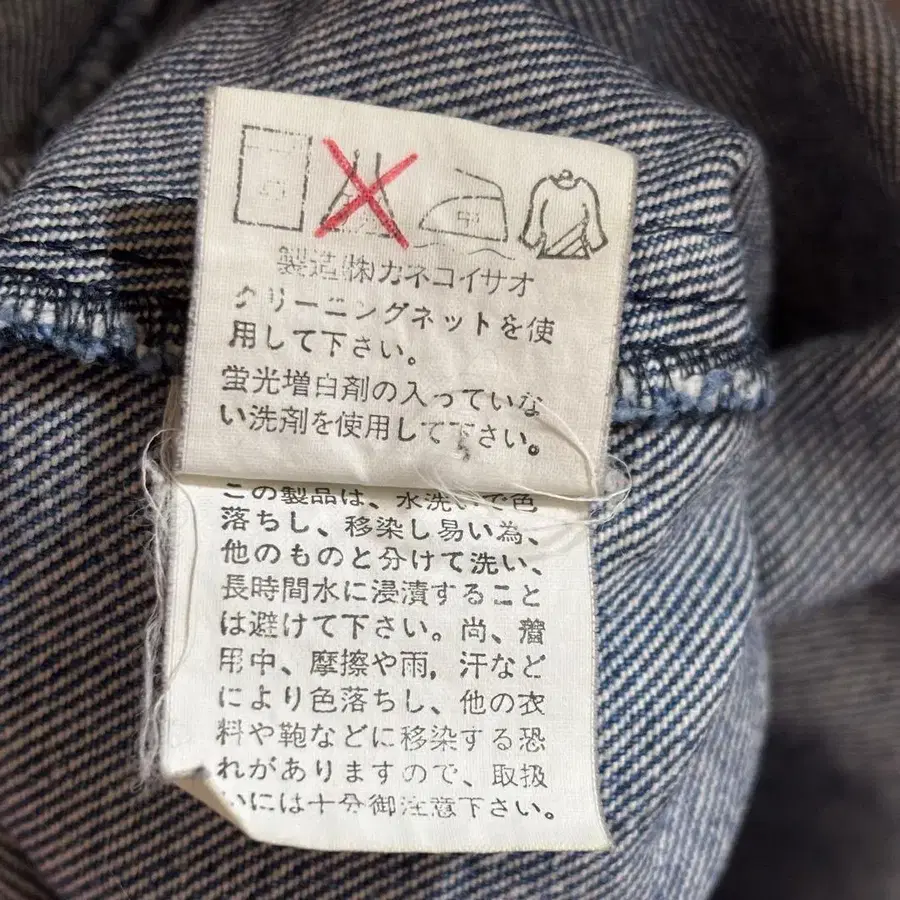 製造(株)カネコイサオ
クリーニングネットを使
用して下さい。
蛍光増白剤の入っていな
い洗剤を使用して下さい。
この製品は、水洗いで色
落ちし、移染し易い為、
他のものと分けて洗い、
長時間水に浸漬すること
は避けて下さい。尚、着
用中、摩擦や雨，汗など
により色落ちし、他の衣
料や鞄などに移染する恐
れがありますので、取扱
いには十分御注意下さい。